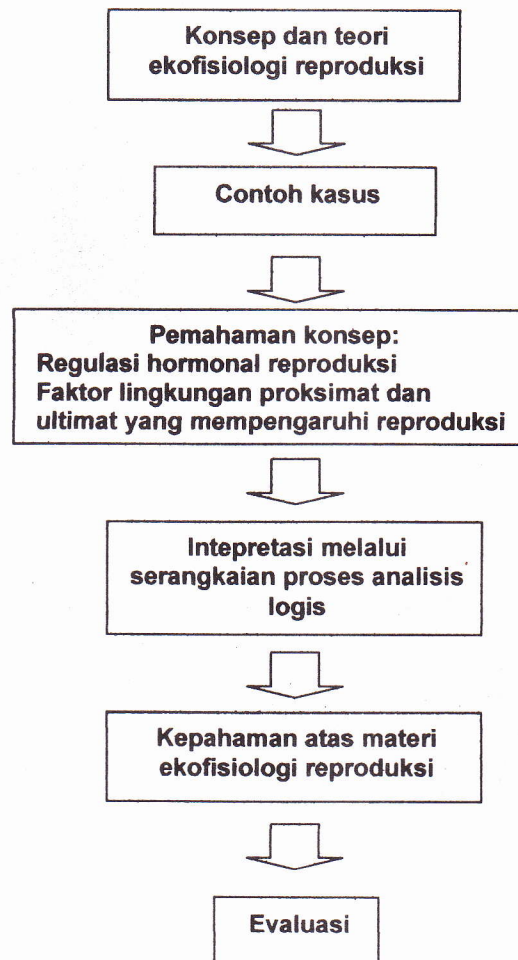 Konsep dan teori
ekofisiologi reproduksi
Contoh kasus
Pemahaman konsep:
Regulasi hormonal reproduksi
Faktor lingkungan proksimat dan
ultimat yang mempengaruhi reproduksi
Intepretasi melalui
serangkaian proses analisis
logis
Kepahaman atas materi
ekofisiologi reproduksi
Evaluasi